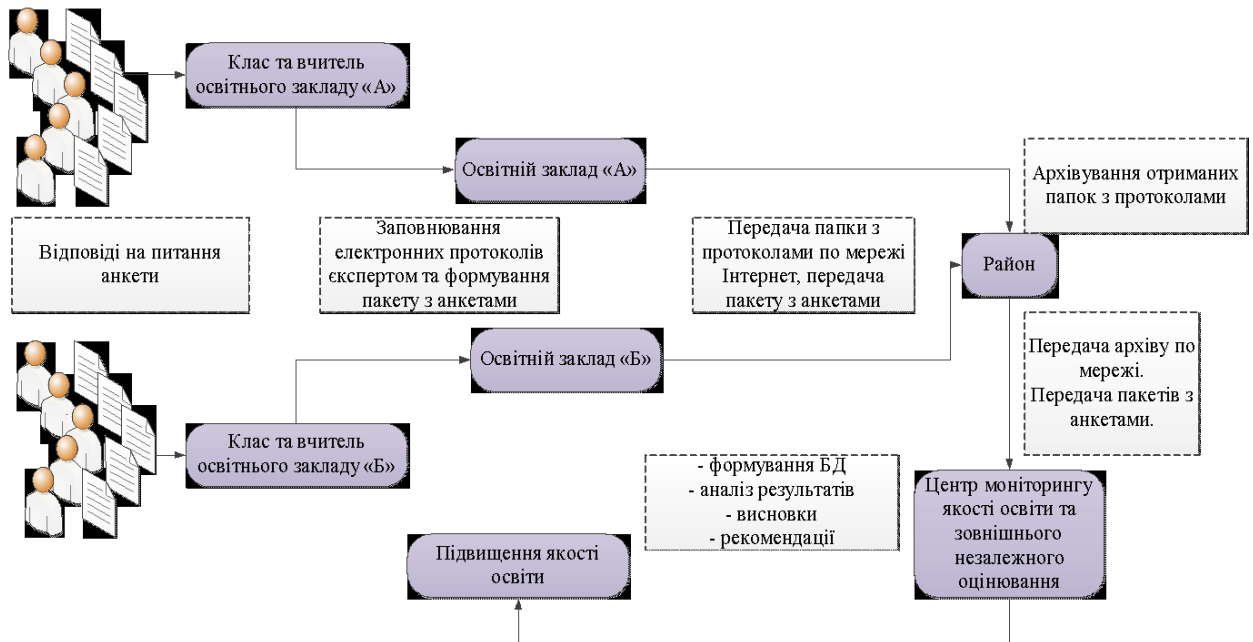 Клас та вчитель
освітнього закладу «А»
Освітній заклад «А»
Архівування отриманих
папок з протоколами
Відповіді на питання
анкети
Заповнювання
електронних протоколів
єкспертом та формування
пакету з анкетами
Передача папки з
протоколами по мережі
Інтернет, передача
пакету з анкетами
Район
Освітній заклад «Б»
Передача архіву по
мережі.
Передача пакетів з
анкетами.
Клас та вчитель
освітнього закладу «Б»
- формування БД
- аналіз результатів
- висновки
- рекомендації
Центр моніторингу
якості освіти та
зовнішнього
незалежного
оцінювання
Підвищення якості
освіти